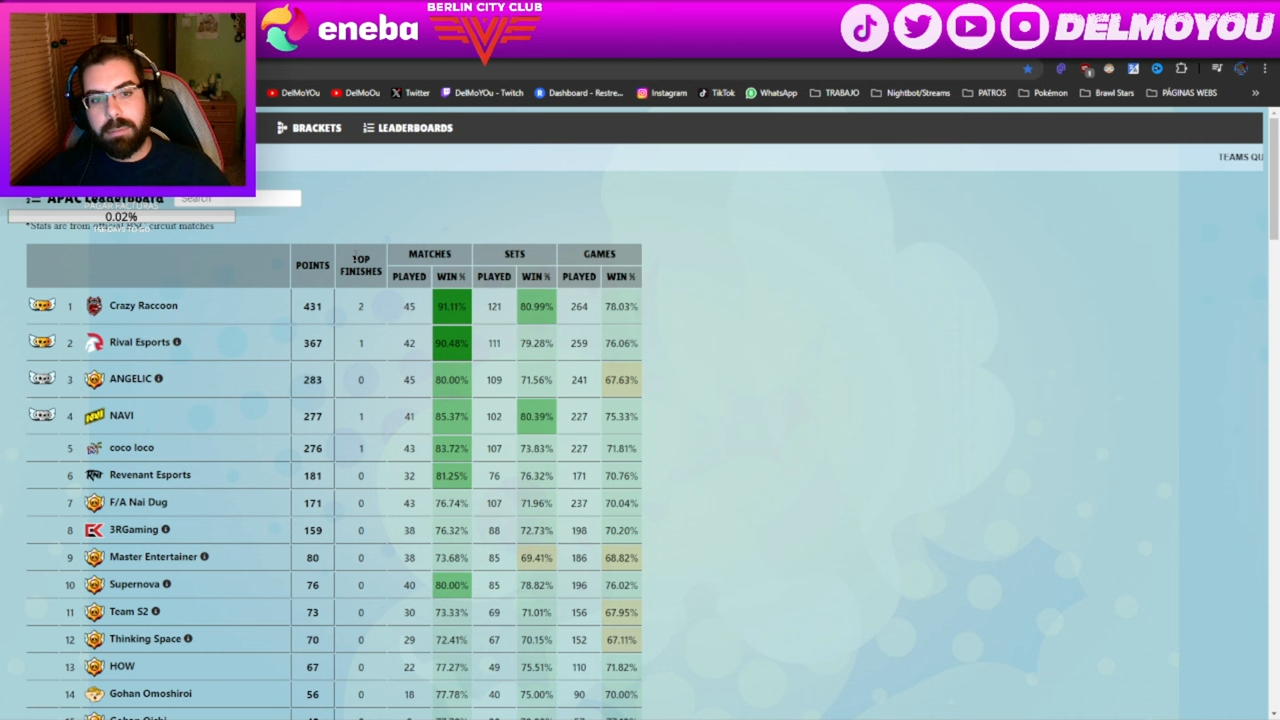 eneba
BERLIN CITY CLUB
DELMOYOU
DelMoYOu
DelMoOu
Twitter
DelMoYOu - Twitch
Dashboard - Restre...
Instagram
TikTok
WhatsApp
TRABAJO
Nightbot/Streams
PATROS
Pokémon
Brawl Stars
PÁGINAS WEBS
»
BRACKETS
LEADERBOARDS
TEAMS QU
APAC Leaderboard
Search
PAGAR FACTURAS
0.02%
*Stats are from official circuit matches
POINTS TOP FINISHES MATCHES SETS GAMES
PLAYED WIN % PLAYED WIN % PLAYED WIN %
1 Crazy Raccoon 431 2 45 91.11% 121 80.99% 264 78.03%
2 Rival Esports 367 1 42 90.48% 111 79.28% 259 76.06%
3 ANGELIC 283 0 45 80.00% 109 71.56% 241 67.63%
4 NAVI 277 1 41 85.37% 102 80.39% 227 75.33%
5 coco loco 276 1 43 83.72% 107 73.83% 227 71.81%
6 Revenant Esports 181 0 32 81.25% 76 76.32% 171 70.76%
7 F/A Nai Dug 171 0 43 76.74% 107 71.96% 237 70.04%
8 3RGaming 159 0 38 76.32% 88 72.73% 198 70.20%
9 Master Entertainer 80 0 38 73.68% 85 69.41% 186 68.82%
10 Supernova 76 0 40 80.00% 85 78.82% 196 76.02%
11 Team S2 73 0 30 73.33% 69 71.01% 156 67.95%
12 Thinking Space 70 0 29 72.41% 67 70.15% 152 67.11%
13 HOW 67 0 22 77.27% 49 75.51% 110 71.82%
14 Gohan Omoshiroi 56 0 18 77.78% 40 75.00% 90 70.00%